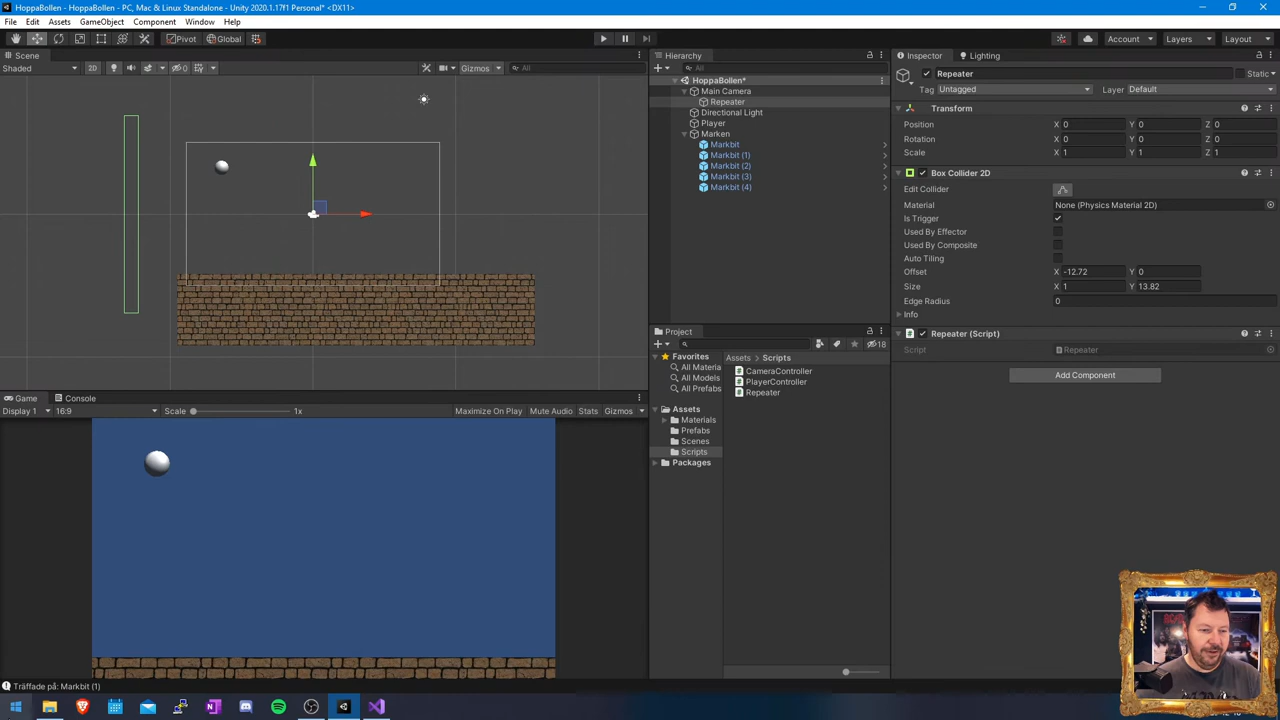 HoppaBollen - HoppaBollen - PC, Mac & Linux Standalone - Unity 2020.1.17f1 Personal* <DX11>
File Edit Assets GameObject Component Window Help
Pivot Global Account Layers Layout
Scene
Shaded 2D 0 Gizmos All
Hierarchy
All
HoppaBollen*
Main Camera
Repeater
Directional Light
Player
Marken
Markbit
Markbit (1)
Markbit (2)
Markbit (3)
Markbit (4)
Project
18
Favorites
All Materia
All Models
All Prefabs
Assets
Materials
Prefabs
Scenes
Scripts
Packages
Assets > Scripts
CameraController
PlayerController
Repeater
Inspector Lighting
Repeater Static
Tag Untagged Layer Default
Transform
Position X 0 Y 0 Z 0
Rotation X 0 Y 0 Z 0
Scale X 1 Y 1 Z 1
Box Collider 2D
Edit Collider
Material None (Physics Material 2D)
Is Trigger
Used By Effector
Used By Composite
Auto Tiling
Offset X -12.72 Y 0
Size X 1 Y 13.82
Edge Radius 0
Info
Repeater (Script)
Script Repeater
Add Component
Game Console
Display 1 16:9 Scale 1x Maximize On Play Mute Audio Stats Gizmos
Träffade på: Markbit (1)